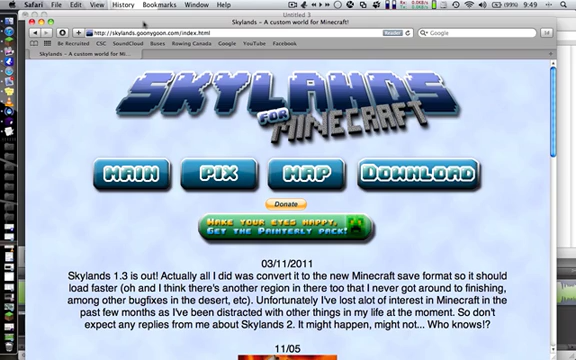 Safari File Edit View History Bookmarks Window Help
9:49
Untitled 3
Skylands - A custom world for Minecraft!
http://skylands.goonygoon.com/index.html
Reader
Google
Be Recruited CSC SoundCloud Buses Rowing Canada Google YouTube Facebook
Skylands - A custom world for Mi...
SKYLANDS
FOR MINECRAFT
MAIN PIX MAP DOWNLOAD
Donate
MAKE YOUR EYES HAPPY,
GET THE PAINTERLY PACK!
03/11/2011
Skylands 1.3 is out! Actually all I did was convert it to the new Minecraft save format so it should
load faster (oh and I think there's another region in there too that I never got around to finishing,
among other bugfixes in the desert, etc). Unfortunately I've lost alot of interest in Minecraft in the
past few months as I've been distracted with other things in my life at the moment. So don't
expect any replies from me about Skylands 2. It might happen, might not... Who knows!?
11/05